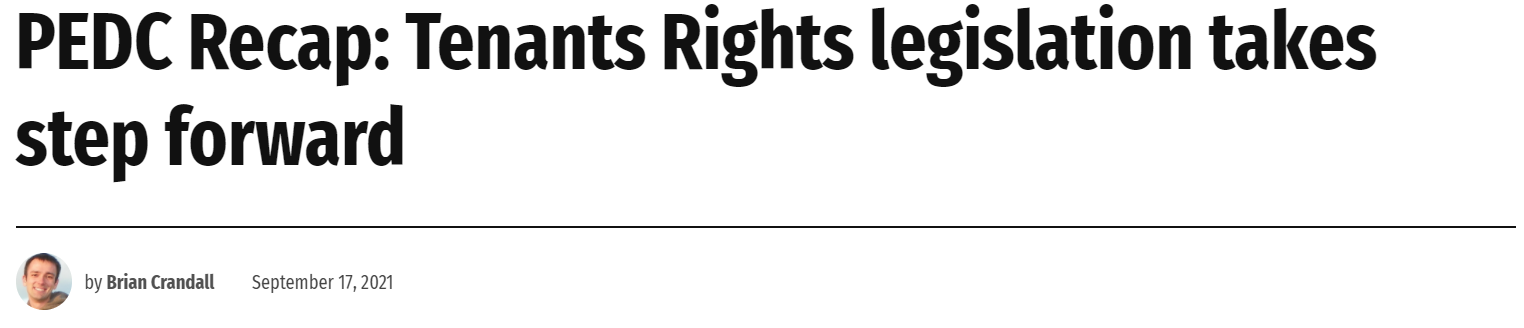 PEDC Recap: Tenants Rights legislation takes
step forward
by Brian Crandall September 17, 2021